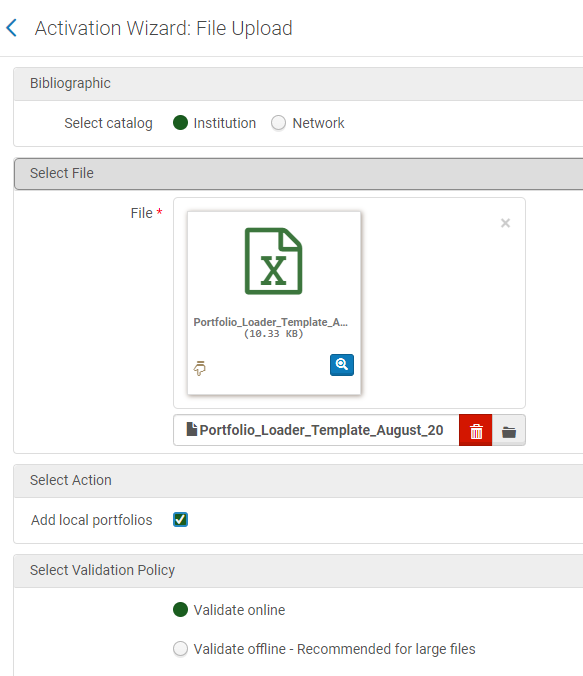 Activation Wizard: File Upload
Bibliographic
Select catalog Institution Network
Select File
File *
X
Portfolio_Loader_Template_A...
(10.33 KB)
Portfolio_Loader_Template_August_20
Select Action
Add local portfolios
Select Validation Policy
Validate online
Validate offline - Recommended for large files